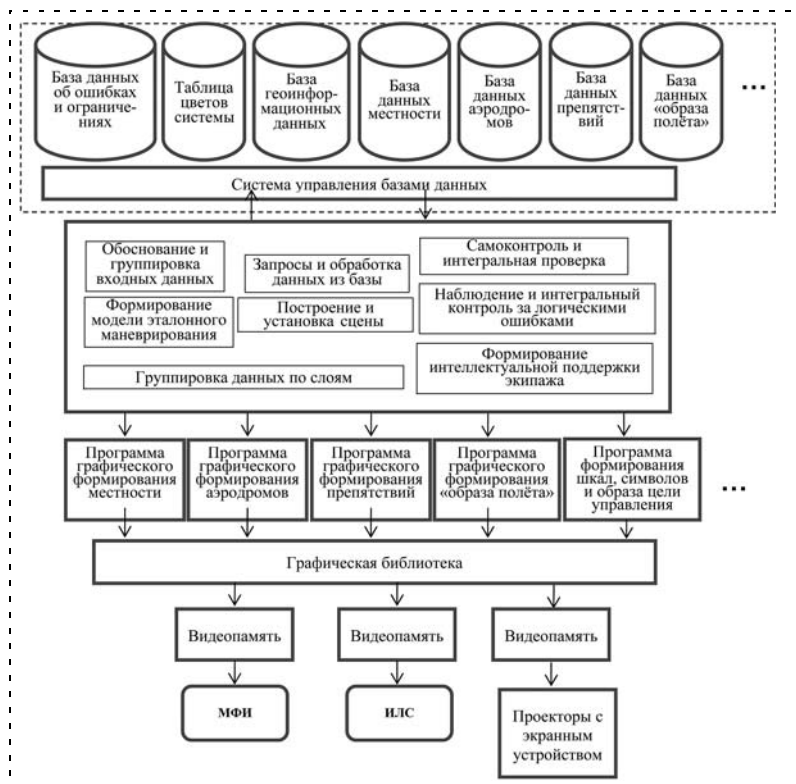 База данных
об ошибках
и ограниче-
ниях
Таблица
цветов
системы
База
геоинфор-
мационных
данных
База
данных
местности
База
данных
аэродро-
мов
База
данных
препятст-
вий
База
данных
«образа
полёта»
...
Система управления базами данных
Обоснование и
группировка
входных данных
Запросы и обработка
данных из базы
Самоконтроль и
интегральная проверка
Формирование
модели эталонного
маневрирования
Построение и
установка сцены
Наблюдение и интегральный
контроль за логическими
ошибками
Группировка данных по слоям
Формирование
интеллектуальной поддержки
экипажа
Программа
графического
формирования
местности
Программа
графического
формирования
аэродромов
Программа
графического
формирования
препятствий
Программа
графического
формирования
«образа полёта»
Программа
формирования
шкал, символов
и образа цели
управления
...
Графическая библиотека
Видеопамять
Видеопамять
Видеопамять
МФИ
ИЛС
Проекторы с
экранным
устройством